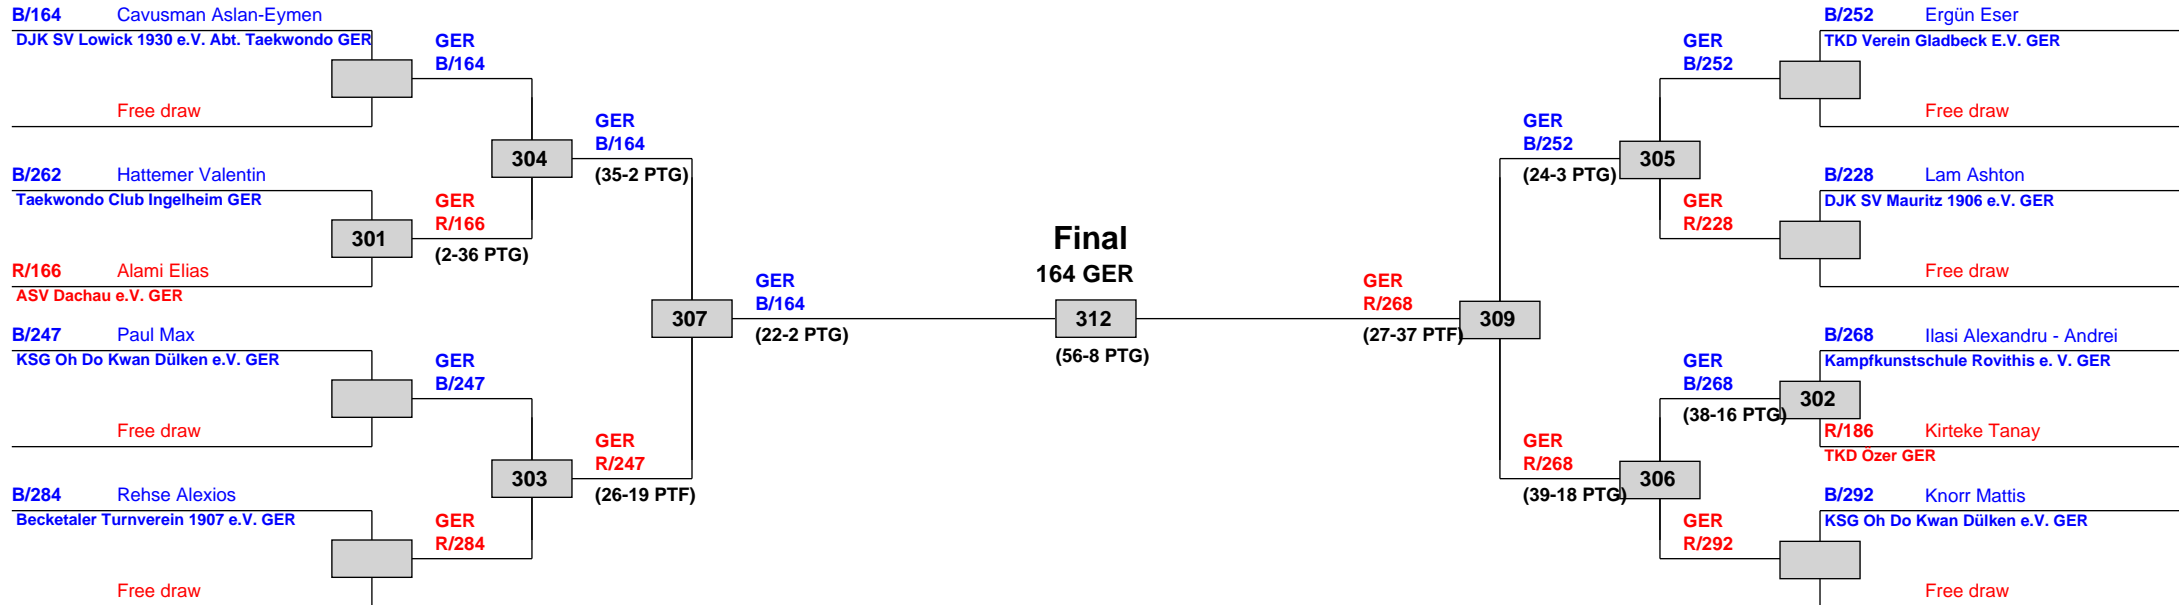 B/164 Cavusman Aslan-Eymen
DJK SV Lowick 1930 e.V. Abt. Taekwondo GER
Free draw
B/262 Hattemer Valentin
Taekwondo Club Ingelheim GER
R/166 Alami Elias
ASV Dachau e.V. GER
B/247 Paul Max
KSG Oh Do Kwan Dülken e.V. GER
Free draw
B/284 Rehse Alexios
Becketaler Turnverein 1907 e.V. GER
Free draw
GER
B/164
301
GER
R/166
(2-36 PTG)
GER
B/247
GER
R/284
304
GER
B/164
(35-2 PTG)
303
GER
R/247
(26-19 PTF)
307
GER
B/164
(22-2 PTG)
Final
164 GER
312
(56-8 PTG)
GER
R/268
(27-37 PTF)
309
GER
B/252
(24-3 PTG)
305
GER
R/268
(39-18 PTG)
306
GER
B/252
GER
R/228
GER
B/268
(38-16 PTG)
302
GER
R/292
B/252 Ergün Eser
TKD Verein Gladbeck E.V. GER
Free draw
B/228 Lam Ashton
DJK SV Mauritz 1906 e.V. GER
Free draw
B/268 Ilasi Alexandru - Andrei
Kampfkunstschule Rovithis e. V. GER
R/186 Kirteke Tanay
TKD Özer GER
B/292 Knorr Mattis
KSG Oh Do Kwan Dülken e.V. GER
Free draw